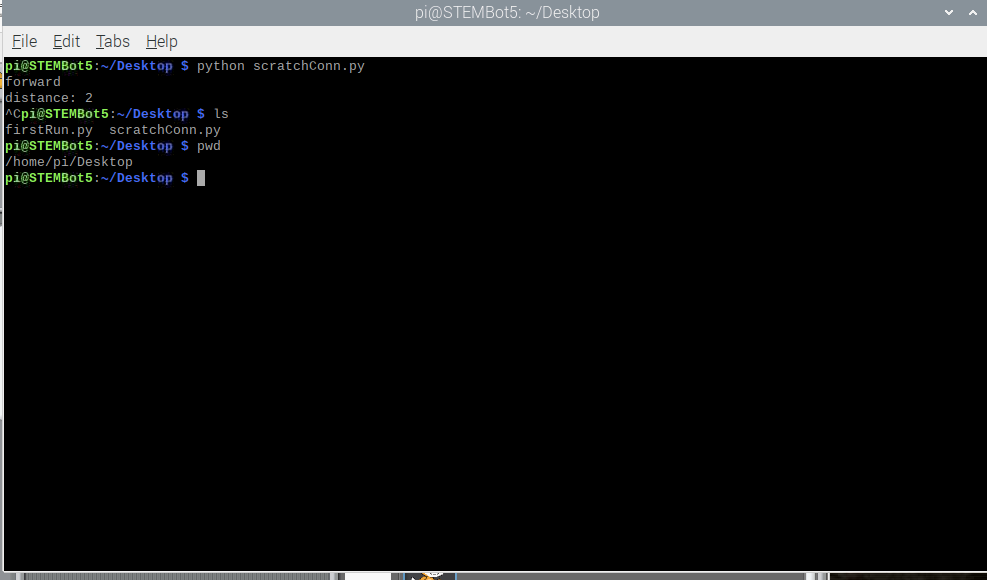 pi@STEMBot5: ~/Desktop
File Edit Tabs Help
pi@STEMBot5:~/Desktop $ python scratchConn.py
forward
distance: 2
^Cpi@STEMBot5:~/Desktop $ ls
firstRun.py  scratchConn.py
pi@STEMBot5:~/Desktop $ pwd
/home/pi/Desktop
pi@STEMBot5:~/Desktop $